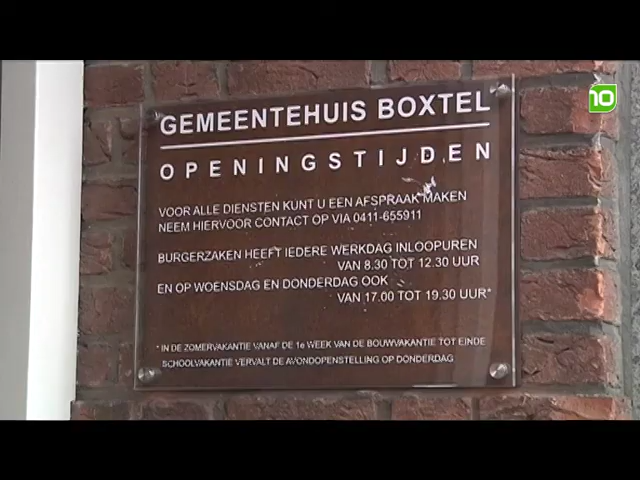 10
GEMEENTEHUIS BOXTEL
OPENINGSTIJDEN
VOOR ALLE DIENSTEN KUNT U EEN AFSPRAAK MAKEN
NEEM HIERVOOR CONTACT OP VIA 0411-655911
BURGERZAKEN HEEFT IEDERE WERKDAG INLOOPUREN
VAN 8.30 TOT 12.30 UUR
EN OP WOENSDAG EN DONDERDAG OOK
VAN 17.00 TOT 19.30 UUR*
* IN DE ZOMERVAKANTIE VANAF DE 1e WEEK VAN DE BOUWVAKANTIE TOT EINDE
SCHOOLVAKANTIE VERVALT DE AVONDOPENSTELLING OP DONDERDAG